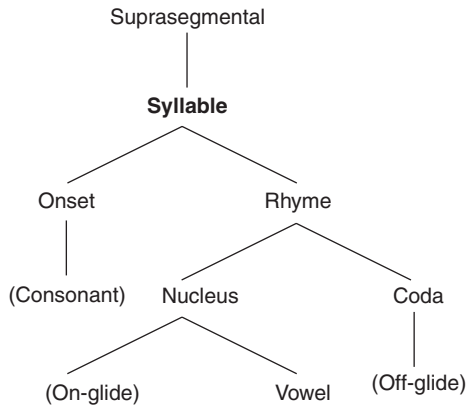 Suprasegmental
Syllable
Onset Rhyme
(Consonant) Nucleus Coda
(On-glide) Vowel (Off-glide)